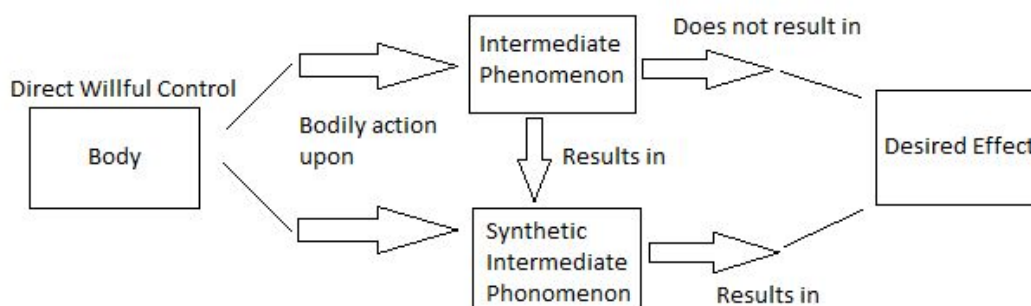 Direct Willful Control
Body
Bodily action
upon
Intermediate
Phenomenon
Does not result in
Results in
Synthetic
Intermediate
Phonomenon
Results in
Desired Effect